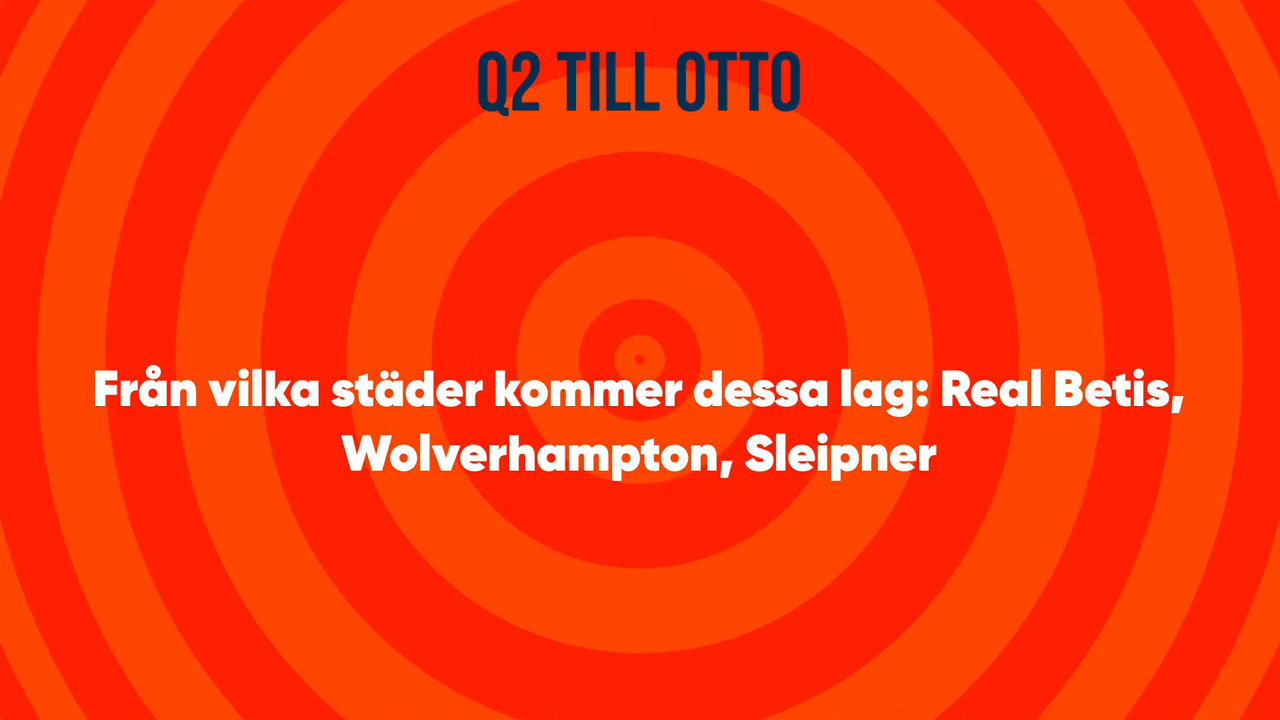 Q2 TILL OTTO
Från vilka städer kommer dessa lag: Real Betis,
Wolverhampton, Sleipner